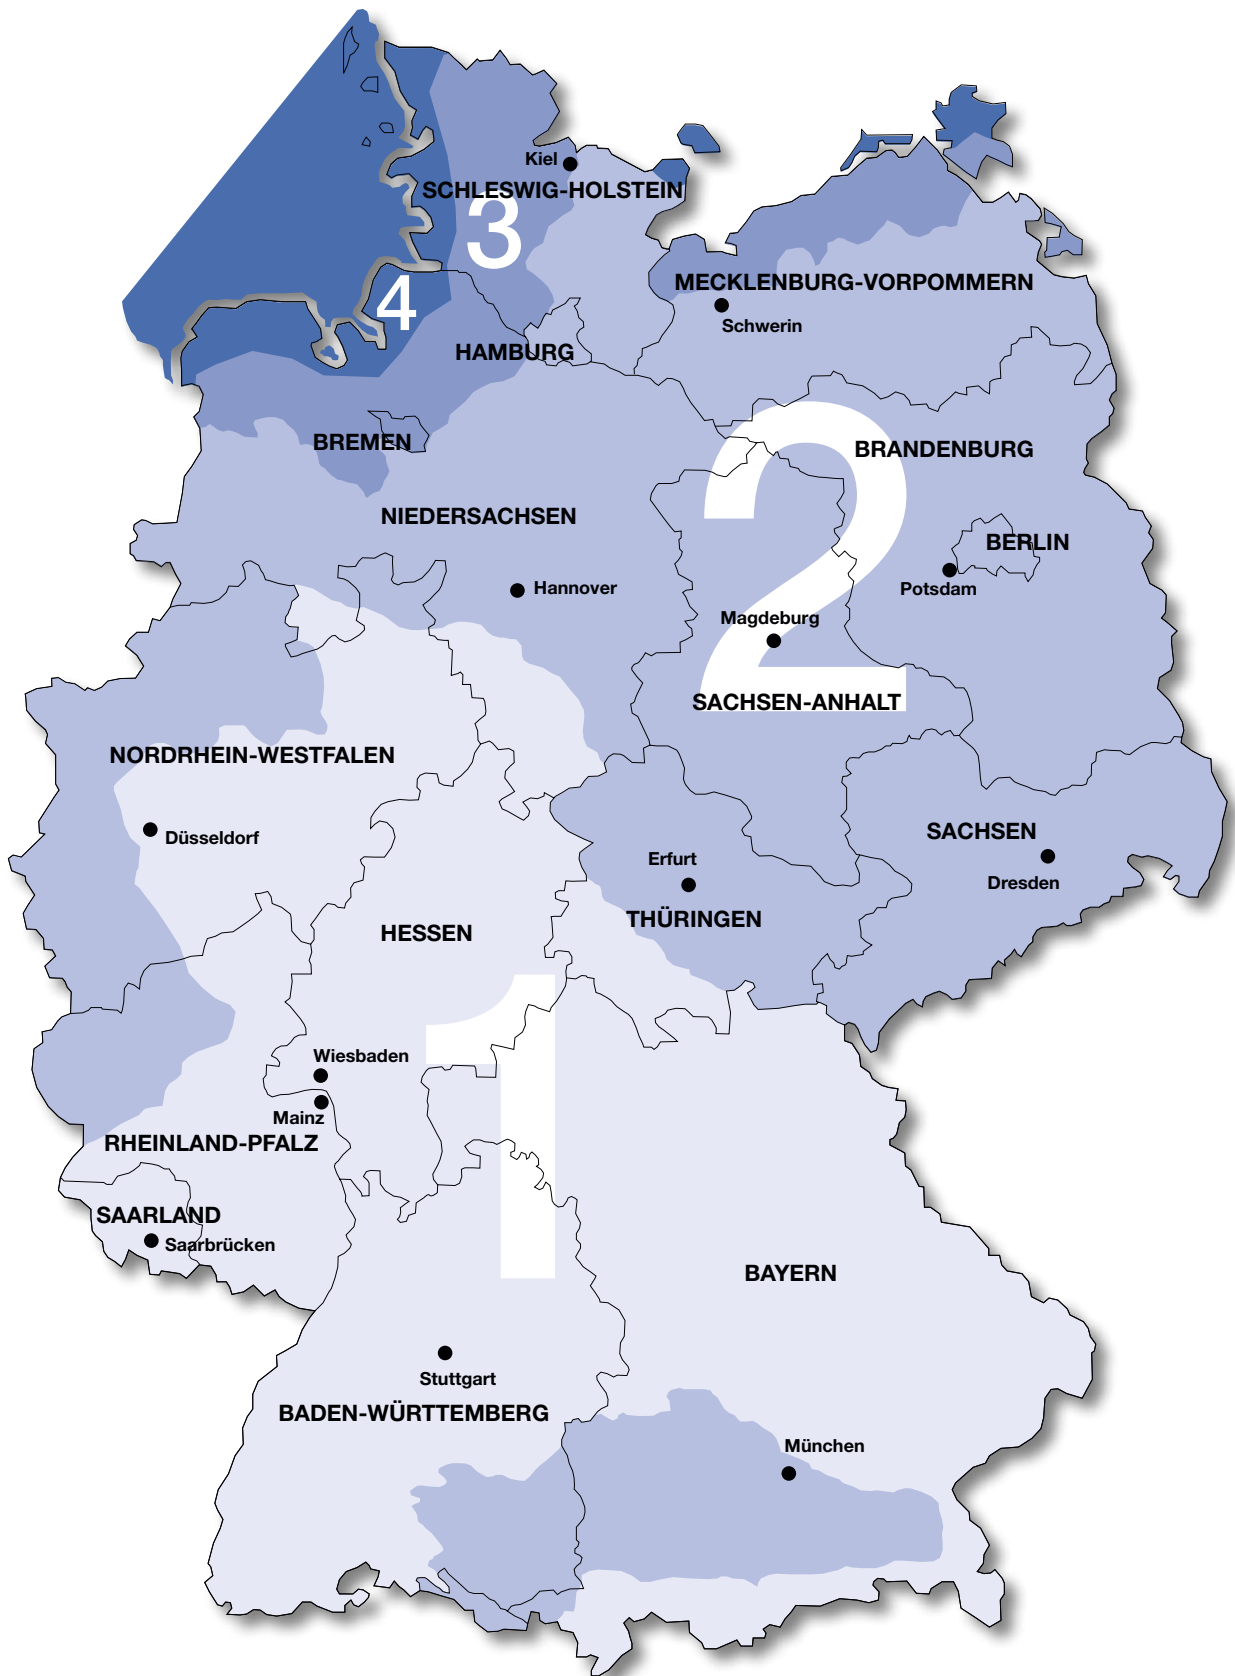 Kiel
SCHLESWIG-HOLSTEIN
3
MECKLENBURG-VORPOMMERN
4
Schwerin
HAMBURG
BREMEN
2
BRANDENBURG
NIEDERSACHSEN
BERLIN
Hannover
Potsdam
Magdeburg
SACHSEN-ANHALT
NORDRHEIN-WESTFALEN
Düsseldorf
SACHSEN
Erfurt
Dresden
THÜRINGEN
HESSEN
1
Wiesbaden
Mainz
RHEINLAND-PFALZ
SAARLAND
Saarbrücken
BAYERN
Stuttgart
BADEN-WÜRTTEMBERG
München